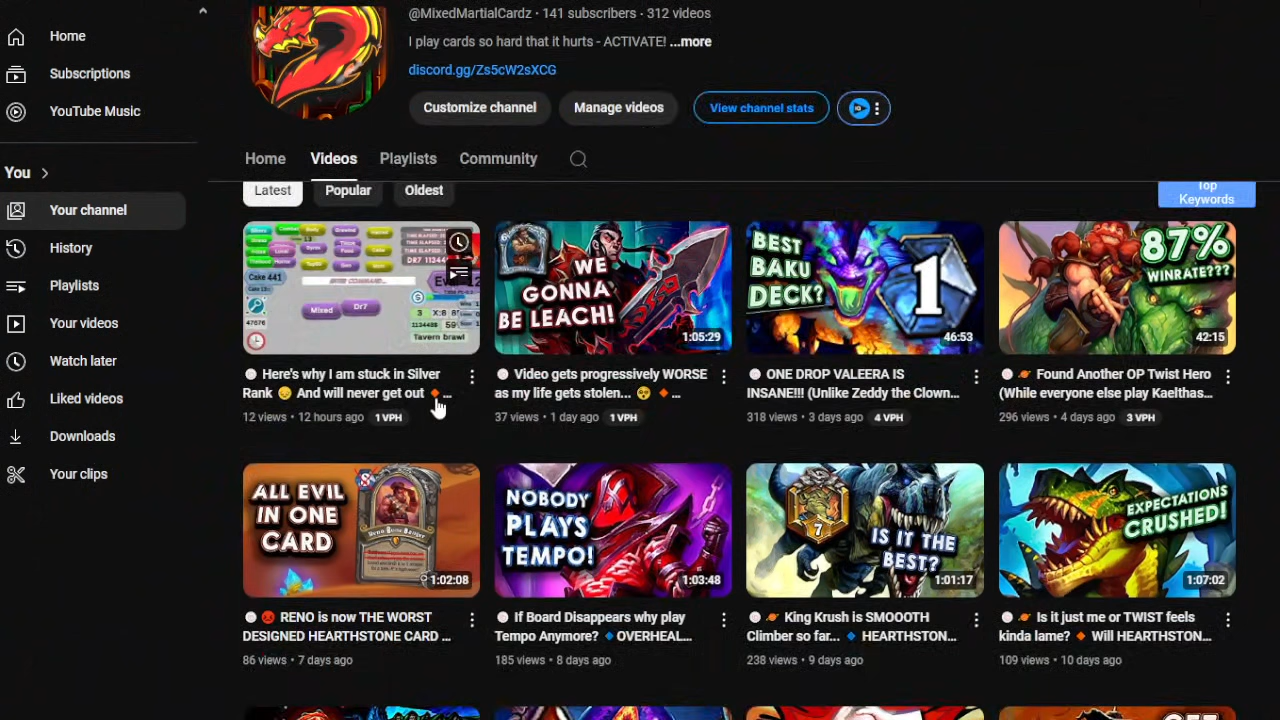 @MixedMartialCardz · 141 subscribers · 312 videos
I play cards so hard that it hurts - ACTIVATE! ...more
discord.gg/Zs5cW2sXCG
Customize channel
Manage videos
View channel stats
Home
Subscriptions
YouTube Music
You
Your channel
History
Playlists
Your videos
Watch later
Liked videos
Downloads
Your clips
Home
Videos
Playlists
Community
Latest
Popular
Oldest
Top
Keywords
Cake 441
Mixed
Dr7
47676
113448$
Tavern brawl
Here's why I am stuck in Silver
Rank 😞 And will never get out 🔸...
12 views • 12 hours ago
1 VPH
WE
GONNA
BE LEACH!
1:05:29
Video gets progressively WORSE
as my life gets stolen... 🥺 🔸...
37 views • 1 day ago
1 VPH
BEST
BAKU
DECK?
1
46:53
ONE DROP VALEERA IS
INSANE!!! (Unlike Zeddy the Clown...
318 views • 3 days ago
4 VPH
87%
WINRATE???
42:15
🪐 Found Another OP Twist Hero
(While everyone else play Kaelthas...
296 views • 4 days ago
3 VPH
ALL EVIL
IN ONE
CARD
1:02:08
😡 RENO is now THE WORST
DESIGNED HEARTHSTONE CARD ...
86 views • 7 days ago
NOBODY
PLAYS
TEMPO!
1:03:48
If Board Disappears why play
Tempo Anymore? 🔹OVERHEAL...
185 views • 8 days ago
7
IS IT THE
BEST?
1:01:17
🪐 King Krush is SMOOOTH
Climber so far... 🔹 HEARTHSTON...
238 views • 9 days ago
EXPECTATIONS
CRUSHED!
1:07:02
🪐 Is it just me or TWIST feels
kinda lame? 🔸 Will HEARTHSTON...
109 views • 10 days ago